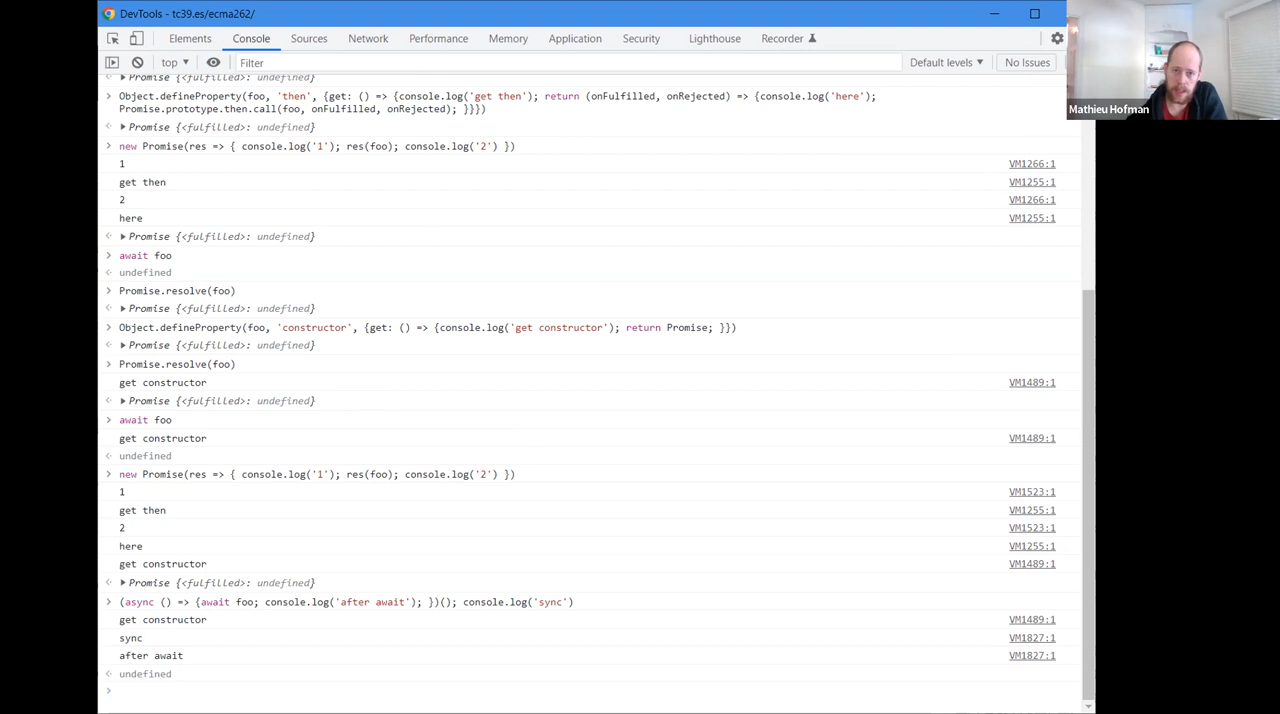 DevTools - tc39.es/ecma262/
Elements Console Sources Network Performance Memory Application Security Lighthouse Recorder
top ▾ Filter Default levels ▾ No Issues
Mathieu Hofman
▸ Promise {<fulfilled>: undefined}
> Object.defineProperty(foo, 'then', {get: () => {console.log('get then'); return (onFulfilled, onRejected) => {console.log('here');
Promise.prototype.then.call(foo, onFulfilled, onRejected); }}})
▸ Promise {<fulfilled>: undefined}
> new Promise(res => { console.log('1'); res(foo); console.log('2') })
1 VM1266:1
get then VM1255:1
2 VM1266:1
here VM1255:1
▸ Promise {<fulfilled>: undefined}
> await foo
undefined
> Promise.resolve(foo)
▸ Promise {<fulfilled>: undefined}
> Object.defineProperty(foo, 'constructor', {get: () => {console.log('get constructor'); return Promise; }})
▸ Promise {<fulfilled>: undefined}
> Promise.resolve(foo)
get constructor VM1489:1
▸ Promise {<fulfilled>: undefined}
> await foo
get constructor VM1489:1
undefined
> new Promise(res => { console.log('1'); res(foo); console.log('2') })
1 VM1523:1
get then VM1255:1
2 VM1523:1
here VM1255:1
get constructor VM1489:1
▸ Promise {<fulfilled>: undefined}
> (async () => {await foo; console.log('after await'); })(); console.log('sync')
get constructor VM1489:1
sync VM1827:1
after await VM1827:1
undefined
>